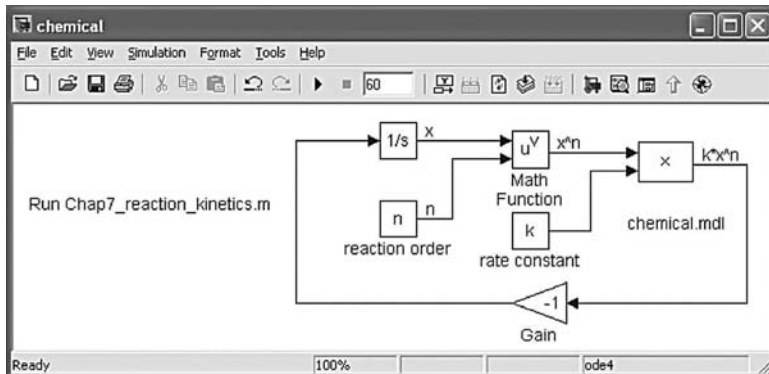 chemical
File Edit View Simulation Format Tools Help
60
1/s
x
u^v
x^n
×
k*x^n
Math
Function
Run Chap7_reaction_kinetics.m
n
n
reaction order
k
rate constant
chemical.mdl
-1
Gain
Ready
100%
ode4